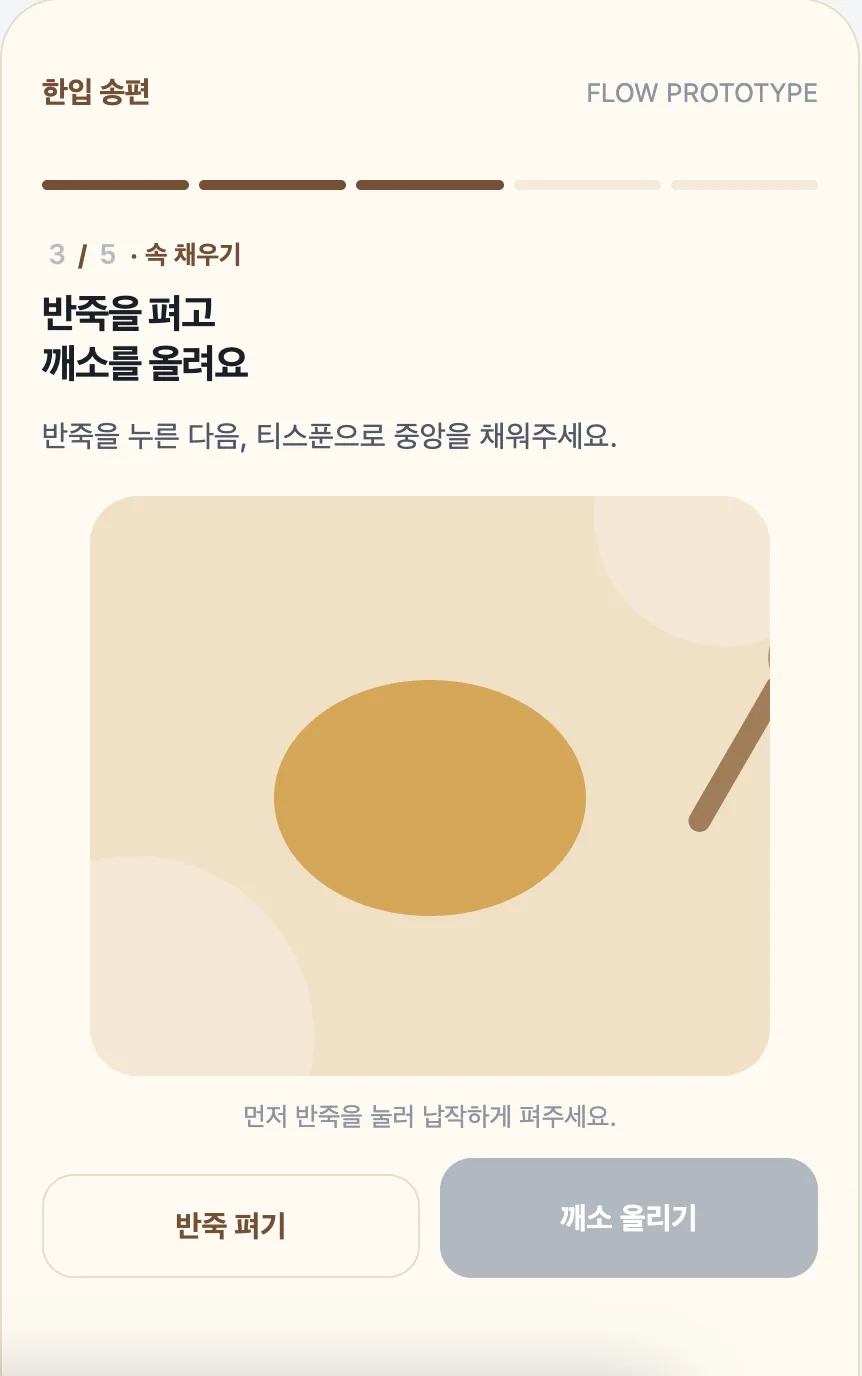 한입 송편
FLOW PROTOTYPE
3 / 5 · 속 채우기
반죽을 펴고
깨소를 올려요
반죽을 누른 다음, 티스푼으로 중앙을 채워주세요.
먼저 반죽을 눌러 납작하게 펴주세요.
반죽 펴기
깨소 올리기